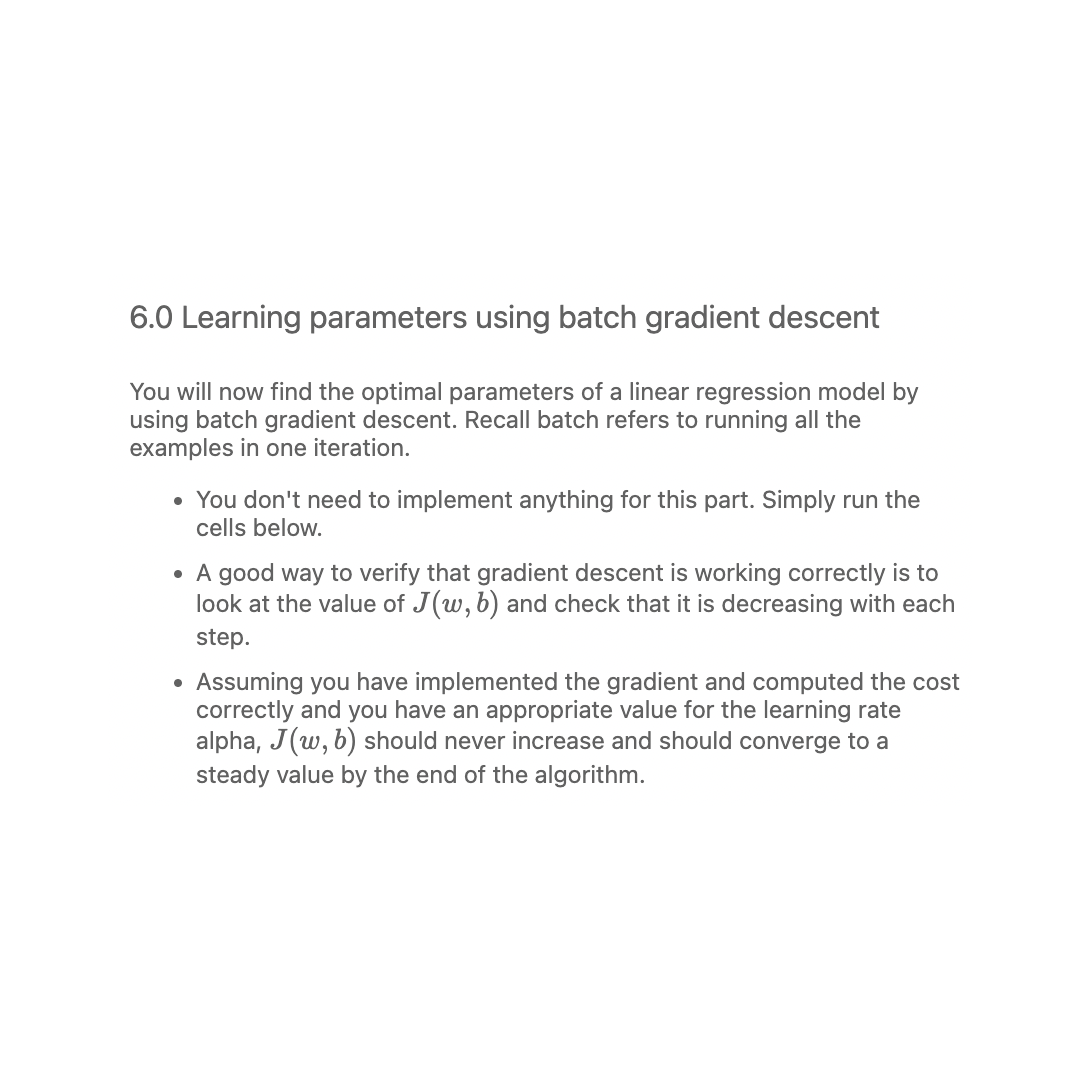 6.0 Learning parameters using batch gradient descent
You will now find the optimal parameters of a linear regression model by
using batch gradient descent. Recall batch refers to running all the
examples in one iteration.
• You don't need to implement anything for this part. Simply run the
cells below.
• A good way to verify that gradient descent is working correctly is to
look at the value of J(w, b) and check that it is decreasing with each
step.
• Assuming you have implemented the gradient and computed the cost
correctly and you have an appropriate value for the learning rate
alpha, J(w, b) should never increase and should converge to a
steady value by the end of the algorithm.